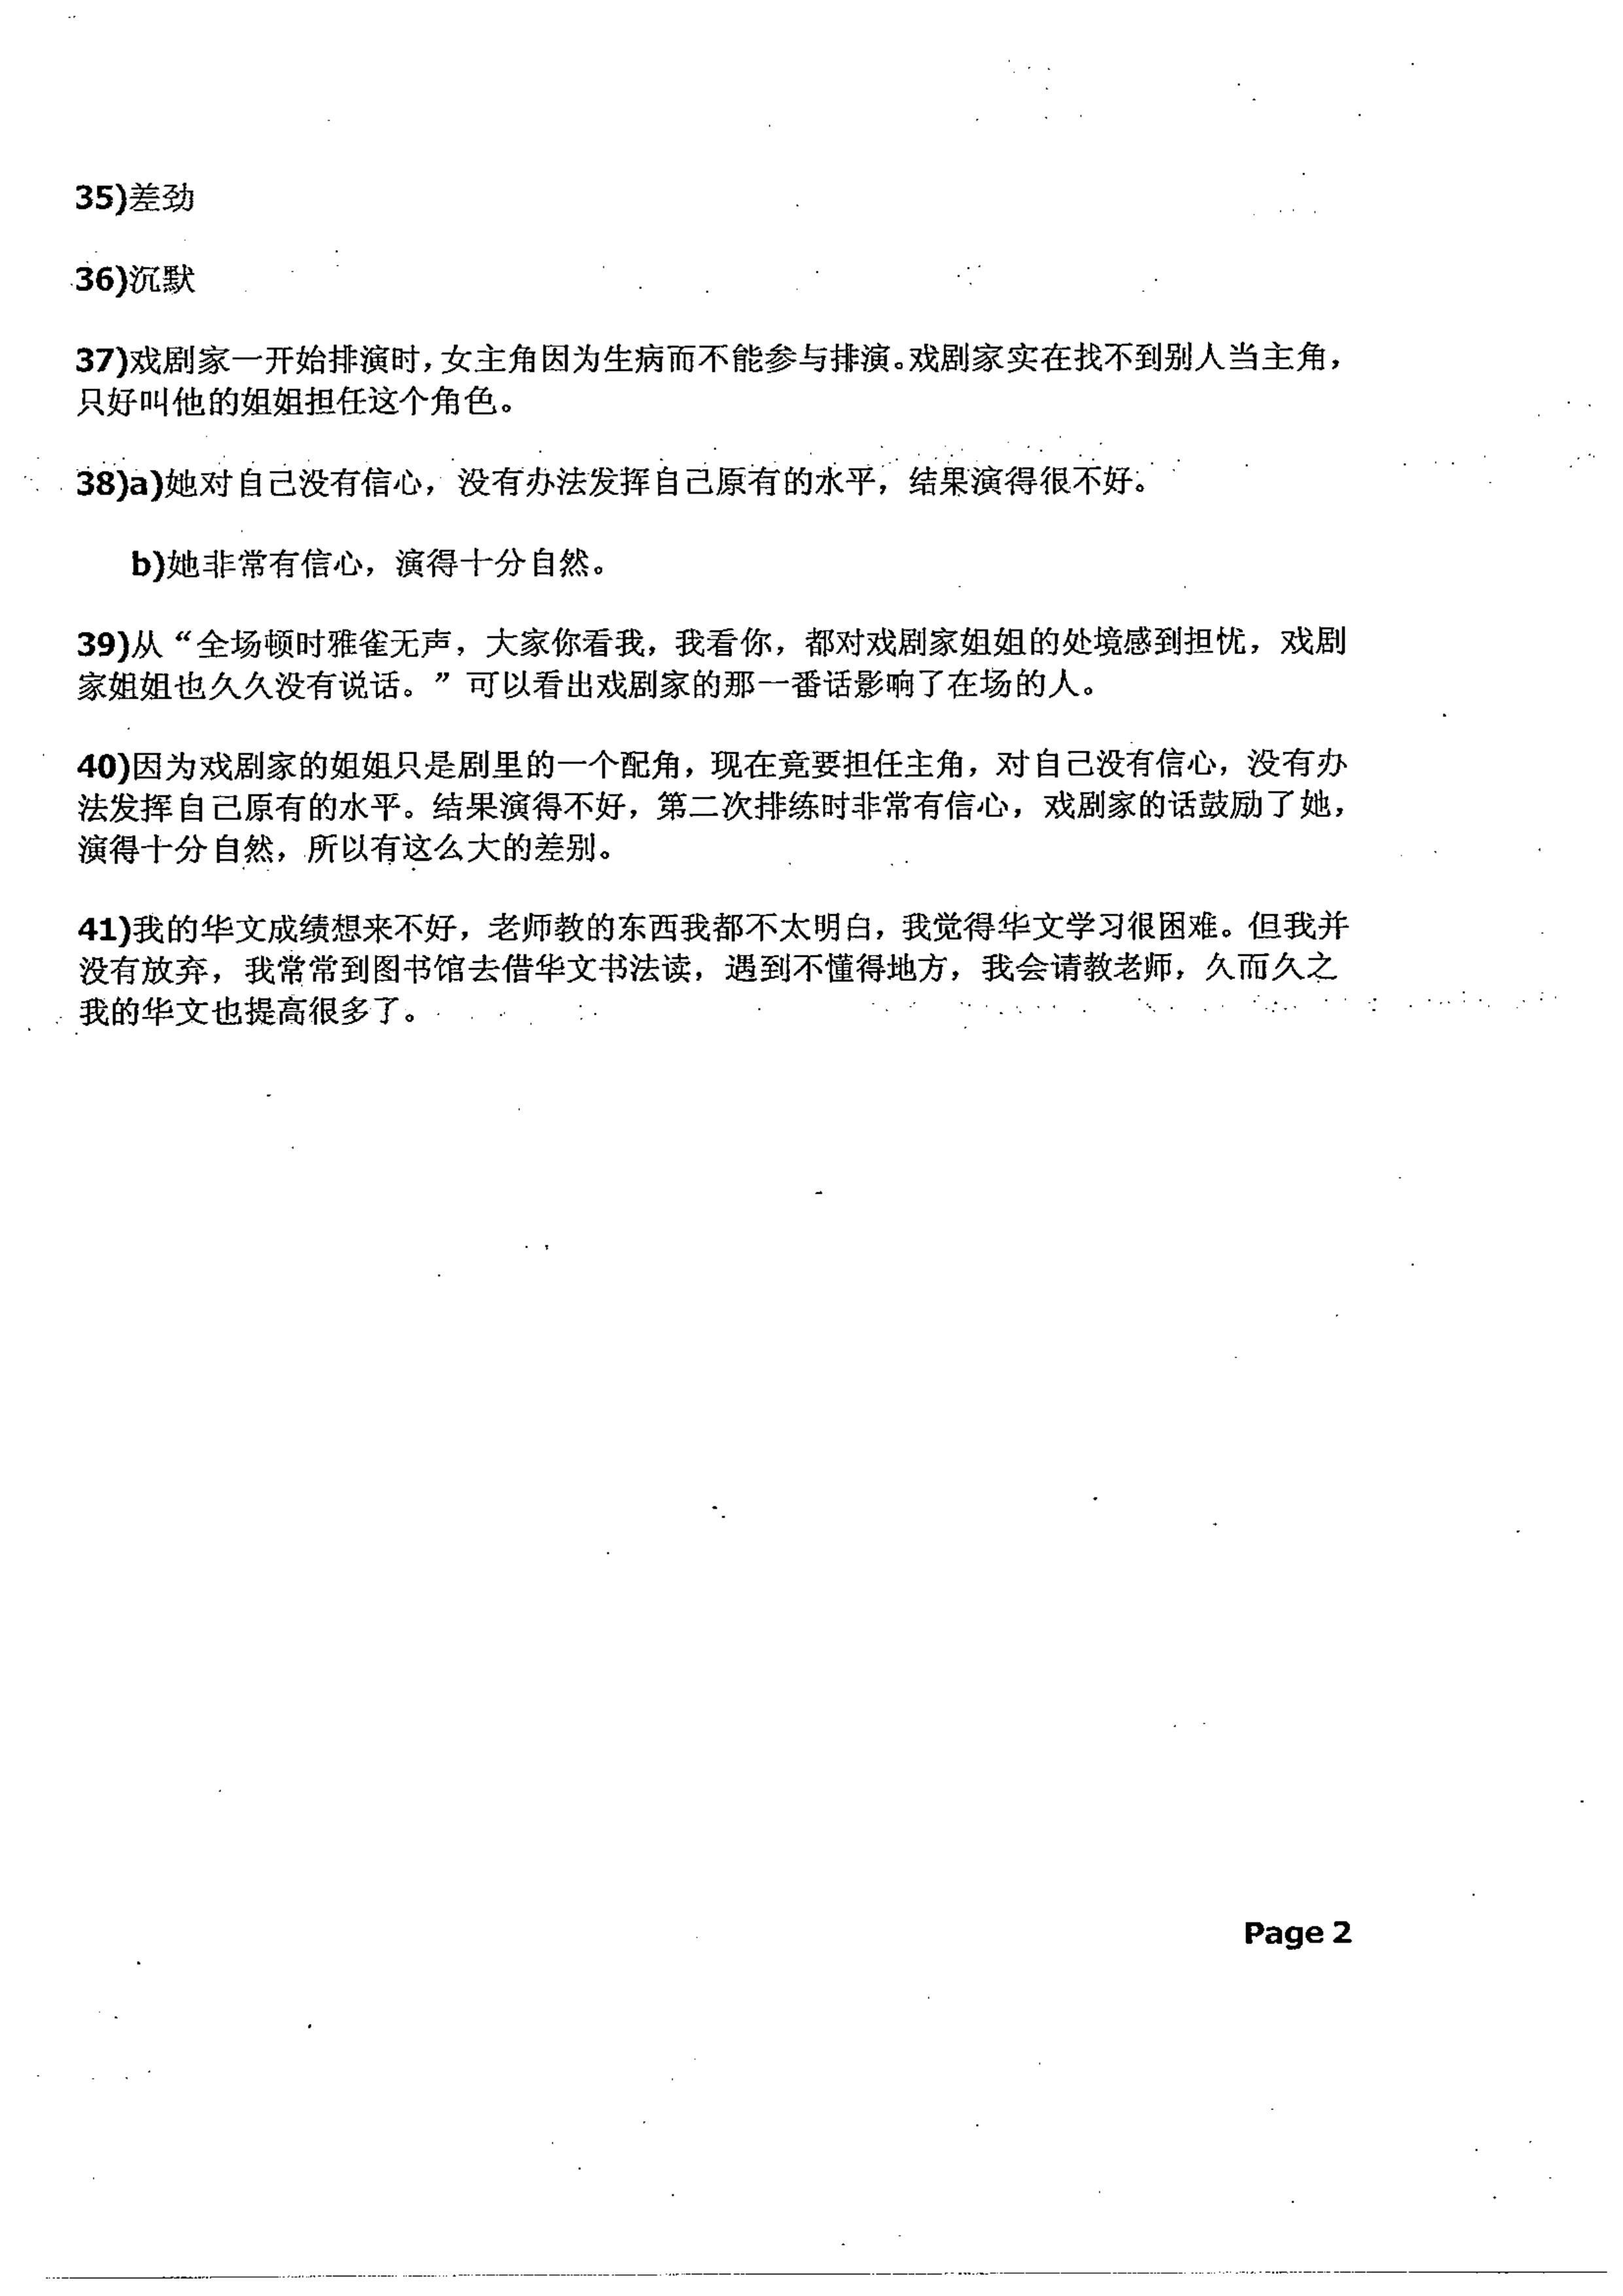 35)差劲
36)沉默
37)戏剧家一开始排演时，女主角因为生病而不能参与排演。戏剧家实在找不到别人当主角，
只好叫他的姐姐担任这个角色。
38)a)她对自己没有信心，没有办法发挥自己原有的水平，结果演得很不好。
b)她非常有信心，演得十分自然。
39)从“全场顿时雅雀无声，大家你看我，我看你，都对戏剧家姐姐的处境感到担忧，戏剧
家姐姐也久久没有说话。”可以看出戏剧家的那一番话影响了在场的人。
40)因为戏剧家的姐姐只是剧里的一个配角，现在竟要担任主角，对自己没有信心，没有办
法发挥自己原有的水平。结果演得不好，第二次排练时非常有信心，戏剧家的话鼓励了她，
演得十分自然，所以有这么大的差别。
41)我的华文成绩想来不好，老师教的东西我都不太明白，我觉得华文学习很困难。但我并
没有放弃，我常常到图书馆去借华文书法读，遇到不懂得地方，我会请教老师，久而久之
我的华文也提高很多了。
Page 2